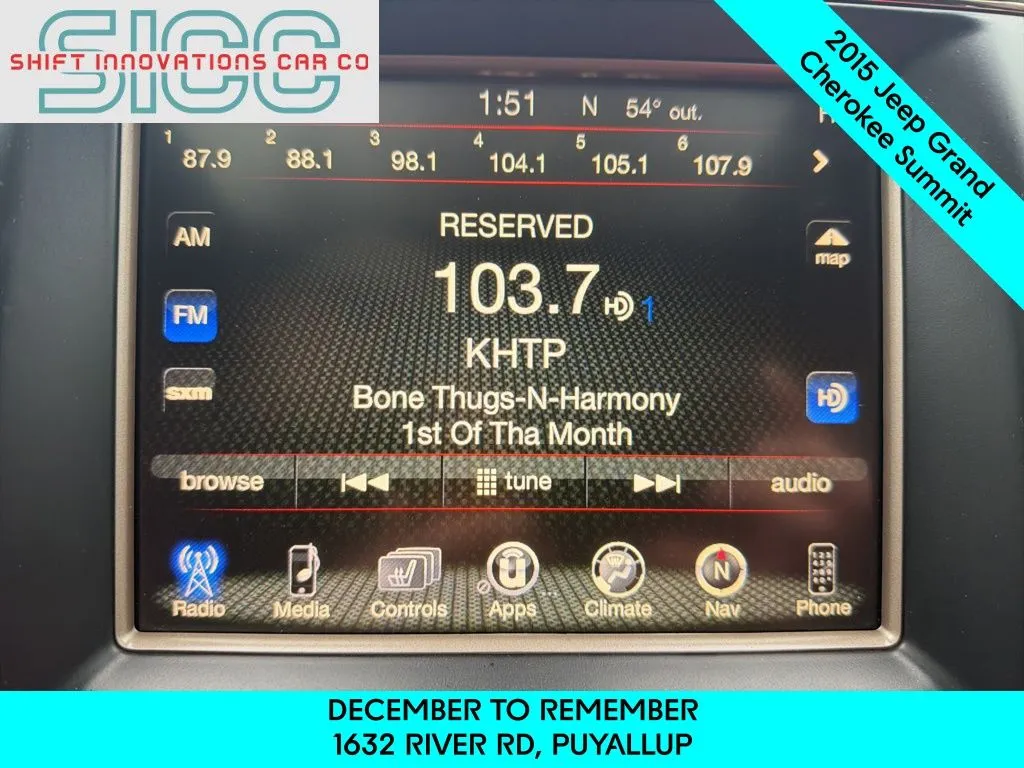 SICC
SHIFT INNOVATIONS CAR CO
2015 Jeep Grand
Cherokee Summit
1:51 N 54° out.
1 87.9 2 88.1 3 98.1 4 104.1 5 105.1 6 107.9
AM
RESERVED
map
103.7 HD 1
FM
KHTP
sxm
Bone Thugs-N-Harmony
HD
1st Of Tha Month
browse tune audio
Radio Media Controls Apps Climate Nav Phone
DECEMBER TO REMEMBER
1632 RIVER RD, PUYALLUP